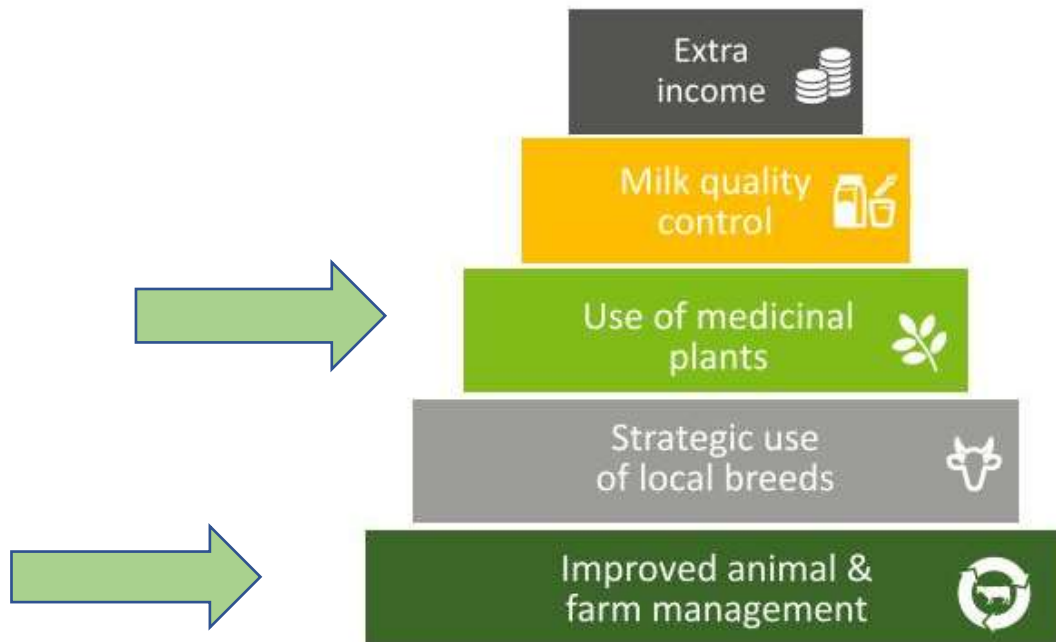 Extra
income
Milk quality
control
Use of medicinal
plants
Strategic use
of local breeds
Improved animal &
farm management